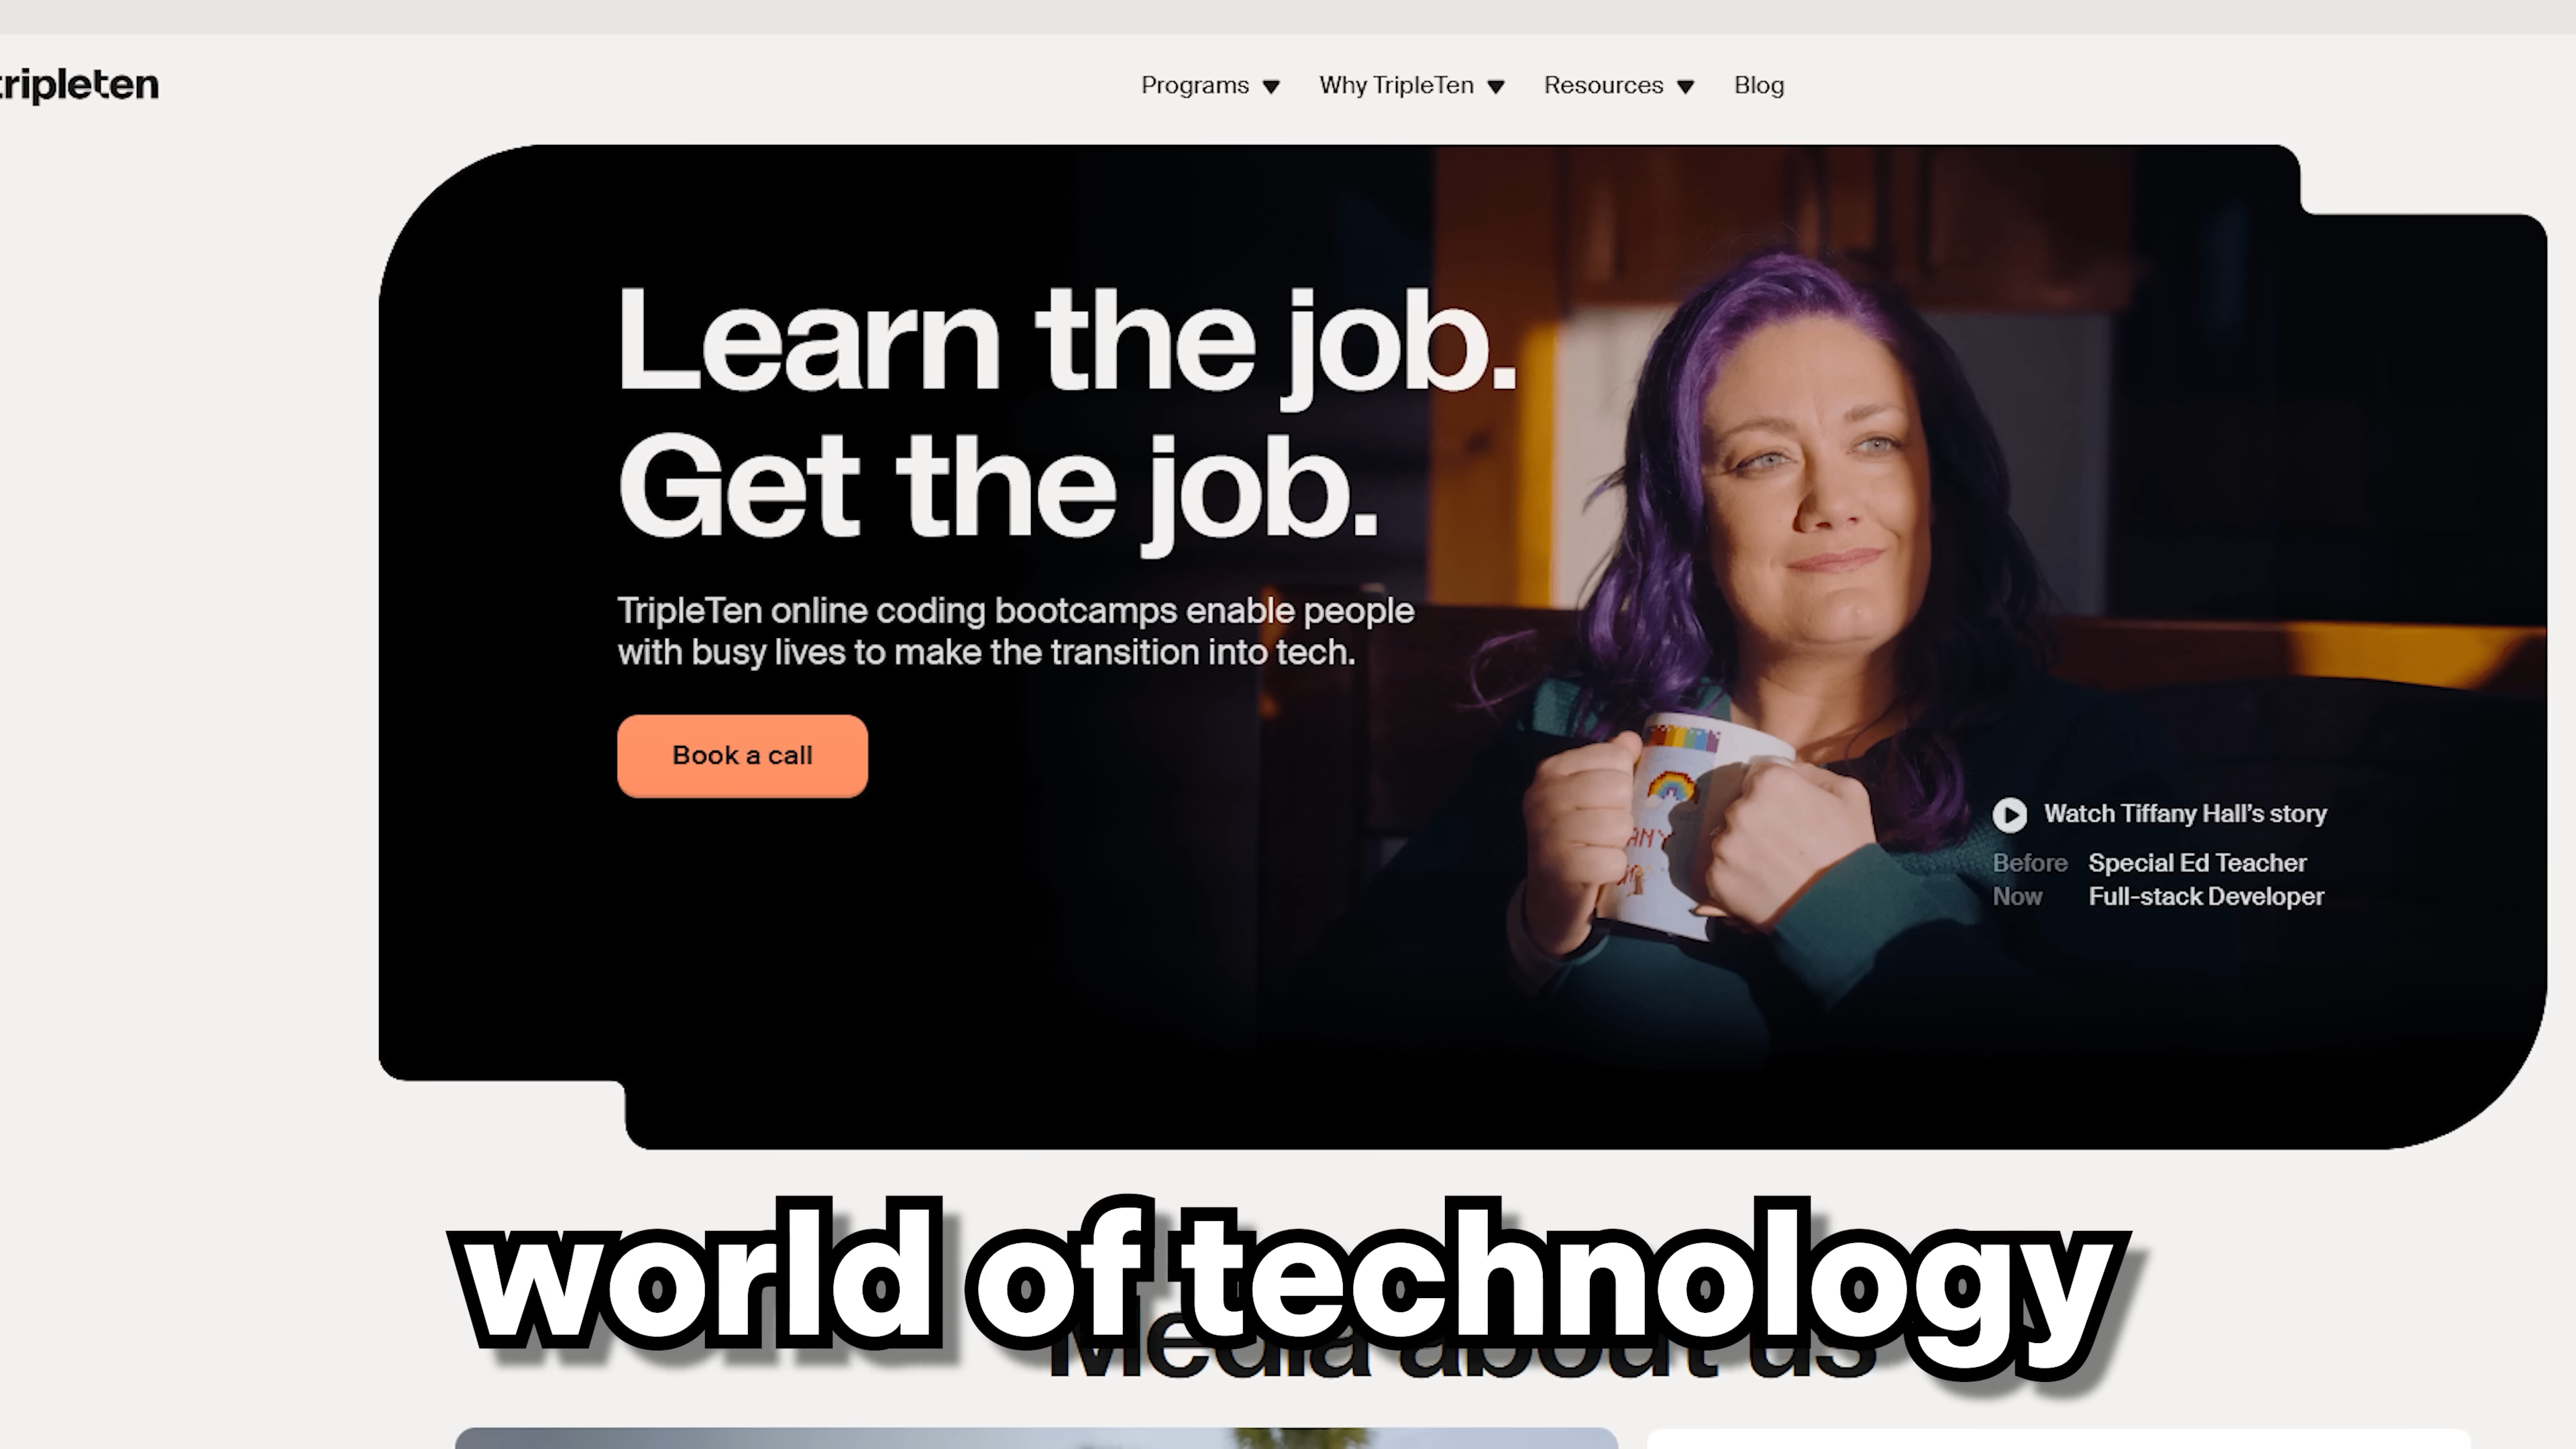 tripleten
Programs
Why TripleTen
Resources
Blog
Learn the job.
Get the job.
TripleTen online coding bootcamps enable people
with busy lives to make the transition into tech.
Book a call
Watch Tiffany Hall's story
Before Special Ed Teacher
Now Full-stack Developer
world of technology
Media about us